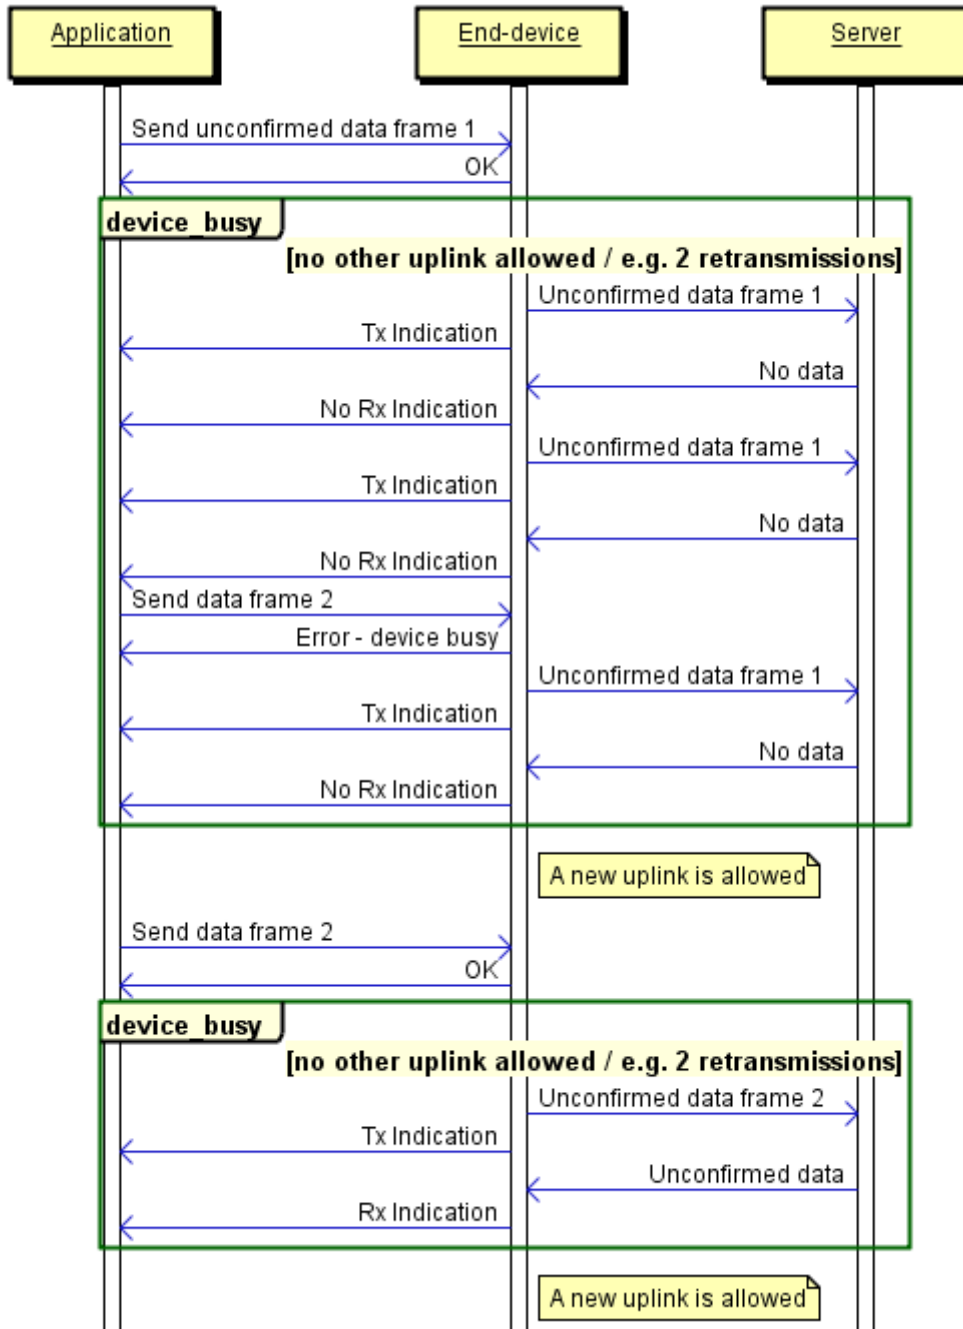 Application
End-device
Server
Send unconfirmed data frame 1
OK
device_busy
[no other uplink allowed / e.g. 2 retransmissions]
Unconfirmed data frame 1
Tx Indication
No data
No Rx Indication
Unconfirmed data frame 1
Tx Indication
No data
No Rx Indication
Send data frame 2
Error - device busy
Unconfirmed data frame 1
Tx Indication
No data
No Rx Indication
A new uplink is allowed
Send data frame 2
OK
device_busy
[no other uplink allowed / e.g. 2 retransmissions]
Unconfirmed data frame 2
Tx Indication
Unconfirmed data
Rx Indication
A new uplink is allowed